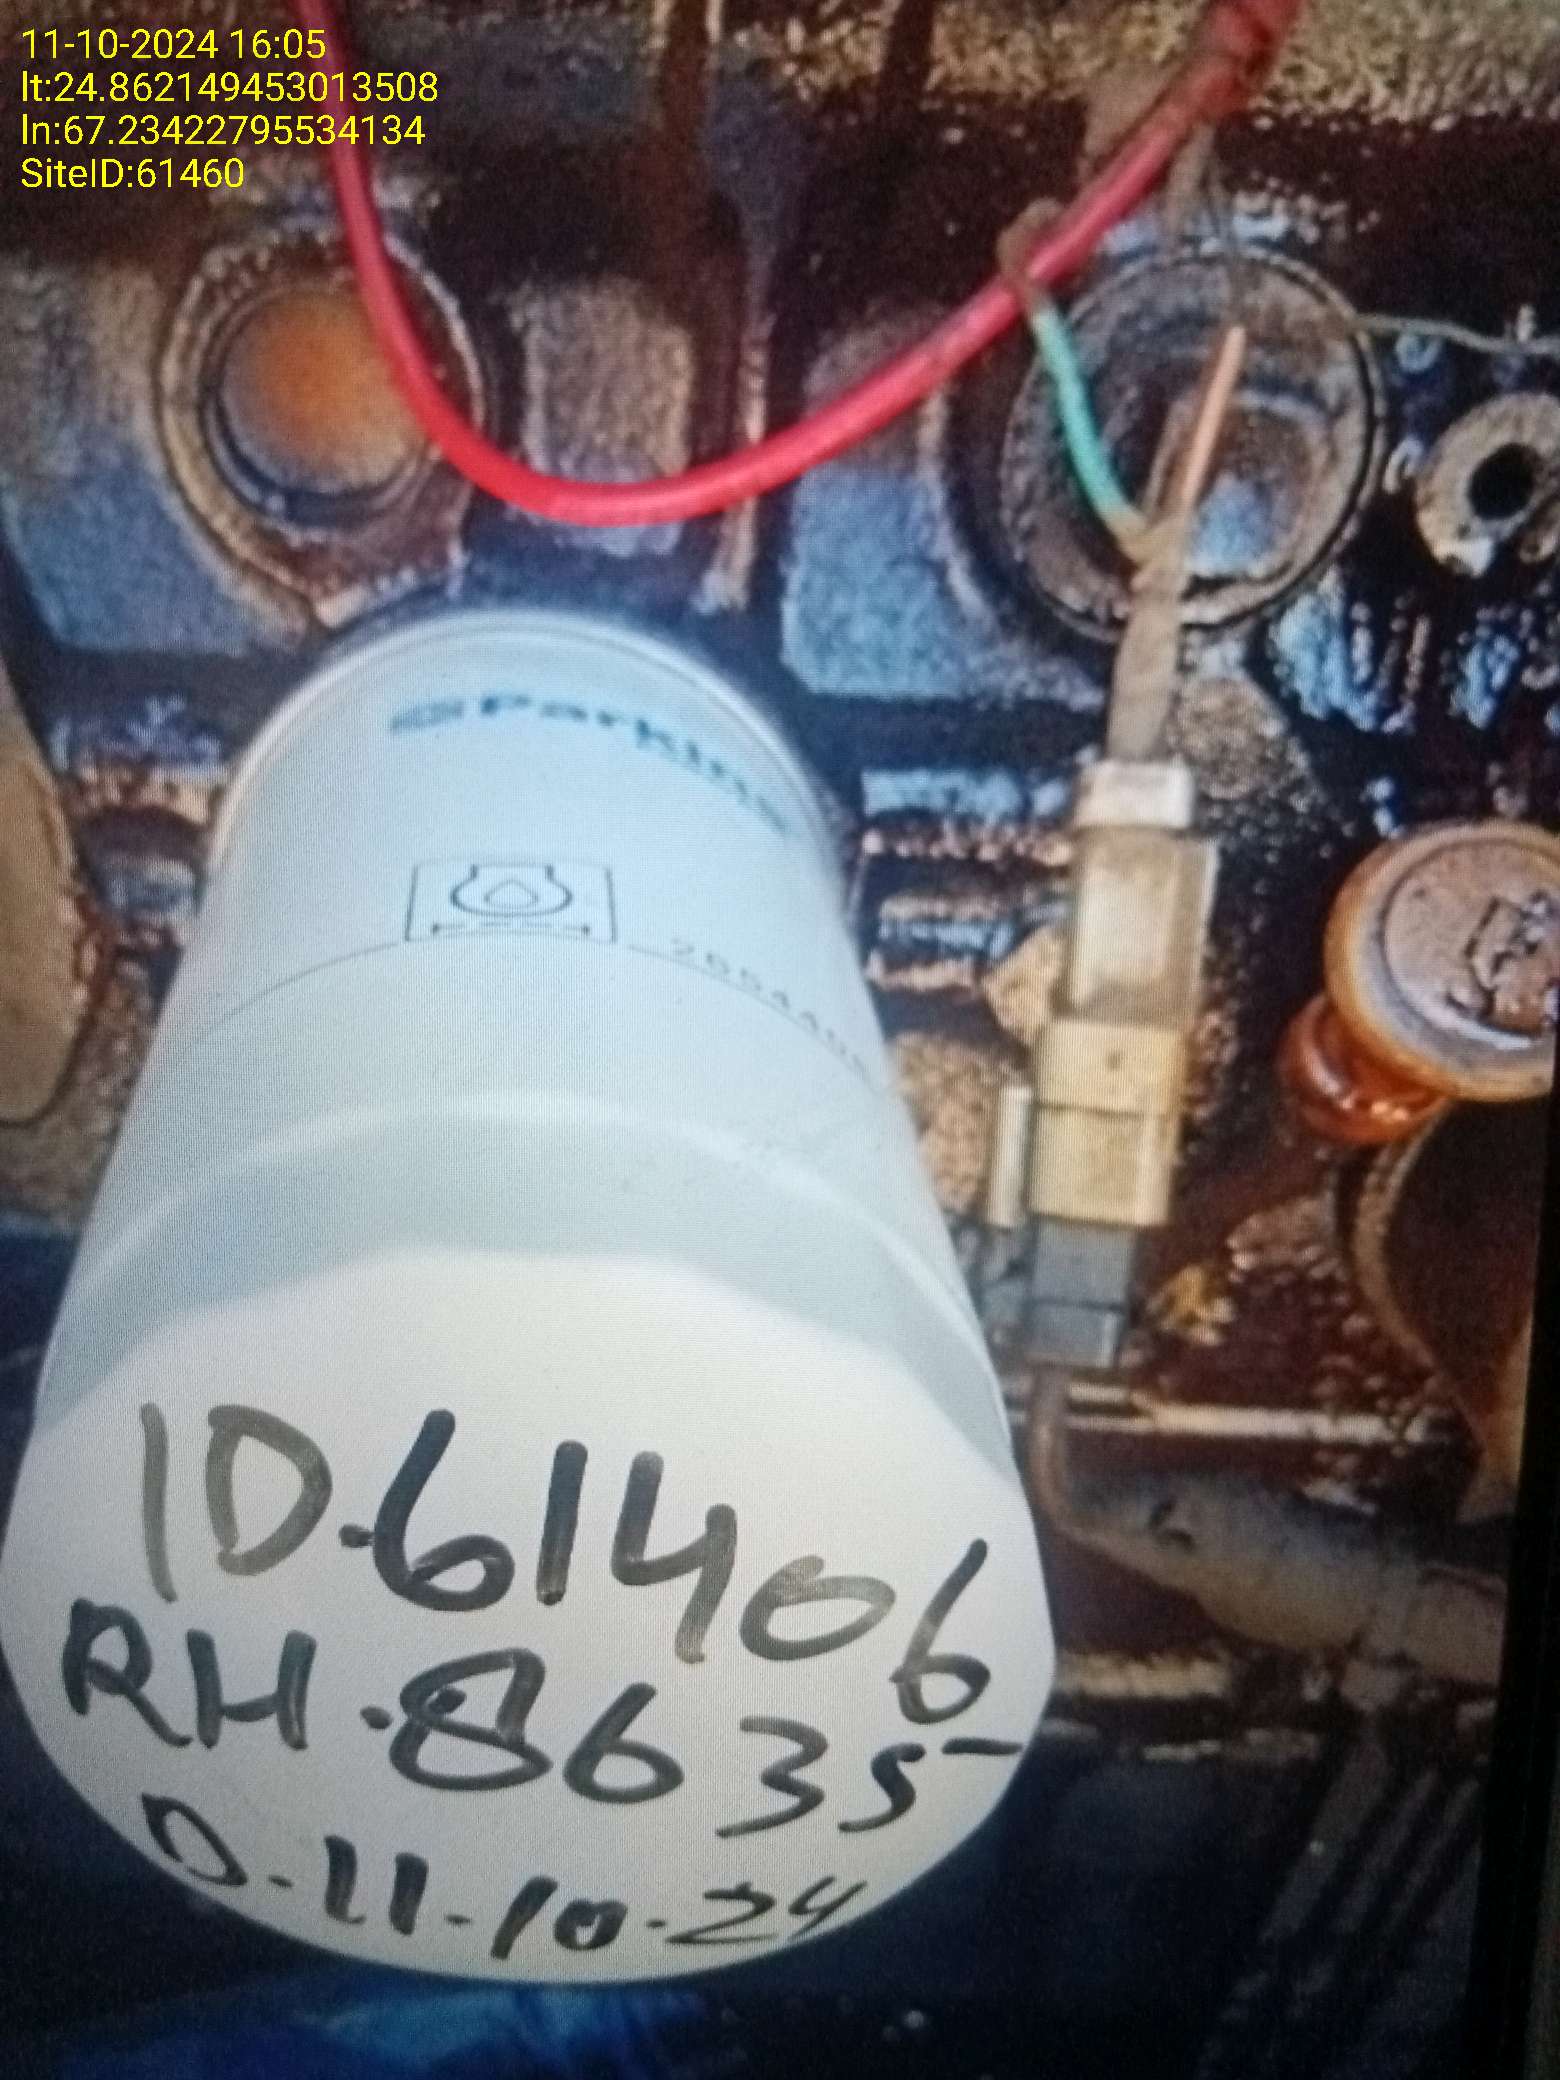 11-10-2024 16:05
lt:24.862149453013508
ln:67.23422795534134
SiteID:61460
Perkins
ID-61406
RH.8635
D-11-10-24